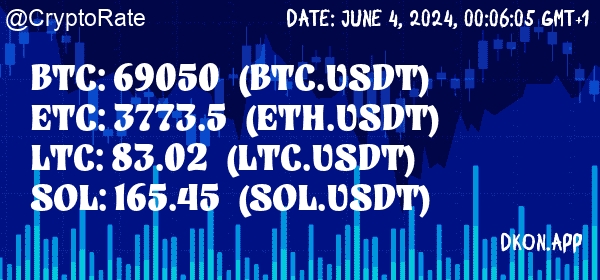 @CryptoRate
DATE: JUNE 4, 2024, 00:06:05 GMT+1
BTC: 69050 (BTC.USDT)
ETC: 3773.5 (ETH.USDT)
LTC: 83.02 (LTC.USDT)
SOL: 165.45 (SOL.USDT)
DKON.APP